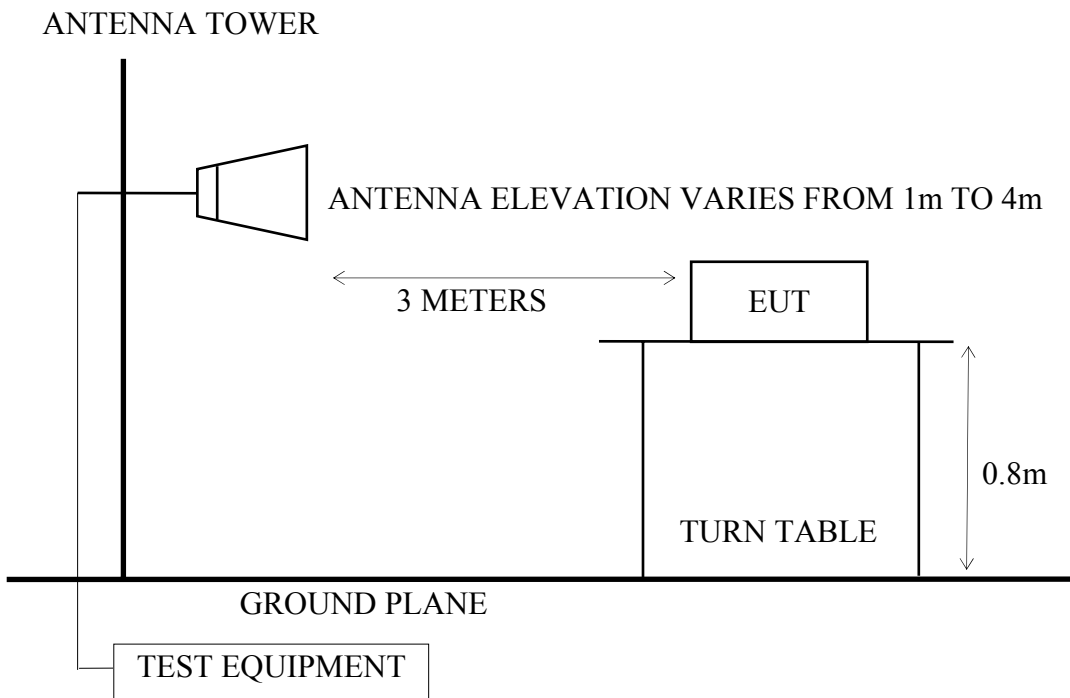 ANTENNA TOWER
ANTENNA ELEVATION VARIES FROM 1m TO 4m
3 METERS
EUT
0.8m
TURN TABLE
GROUND PLANE
TEST EQUIPMENT